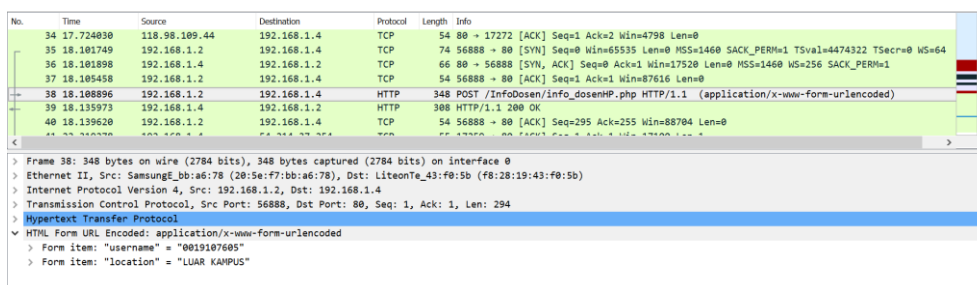 No. Time Source Destination Protocol Length Info
34 17.724030 118.98.109.44 192.168.1.4 TCP 54 80 → 17272 [ACK] Seq=1 Ack=2 Win=4798 Len=0
35 18.101749 192.168.1.2 192.168.1.4 TCP 74 56888 → 80 [SYN] Seq=0 Win=65535 Len=0 MSS=1460 SACK_PERM=1 TSval=4474322 TSecr=0 WS=64
36 18.101898 192.168.1.4 192.168.1.2 TCP 66 80 → 56888 [SYN, ACK] Seq=0 Ack=1 Win=17520 Len=0 MSS=1460 WS=256 SACK_PERM=1
37 18.105458 192.168.1.2 192.168.1.4 TCP 54 56888 → 80 [ACK] Seq=1 Ack=1 Win=87616 Len=0
38 18.108896 192.168.1.2 192.168.1.4 HTTP 348 POST /InfoDosen/info_dosenHP.php HTTP/1.1 (application/x-www-form-urlencoded)
39 18.135973 192.168.1.4 192.168.1.2 HTTP 308 HTTP/1.1 200 OK
40 18.139620 192.168.1.2 192.168.1.4 TCP 54 56888 → 80 [ACK] Seq=295 Ack=255 Win=88704 Len=0
Frame 38: 348 bytes on wire (2784 bits), 348 bytes captured (2784 bits) on interface 0
Ethernet II, Src: SamsungE_bb:a6:78 (20:5e:f7:bb:a6:78), Dst: LiteonTe_43:f0:5b (f8:28:19:43:f0:5b)
Internet Protocol Version 4, Src: 192.168.1.2, Dst: 192.168.1.4
Transmission Control Protocol, Src Port: 56888, Dst Port: 80, Seq: 1, Ack: 1, Len: 294
Hypertext Transfer Protocol
HTML Form URL Encoded: application/x-www-form-urlencoded
Form item: "username" = "0019107605"
Form item: "location" = "LUAR KAMPUS"